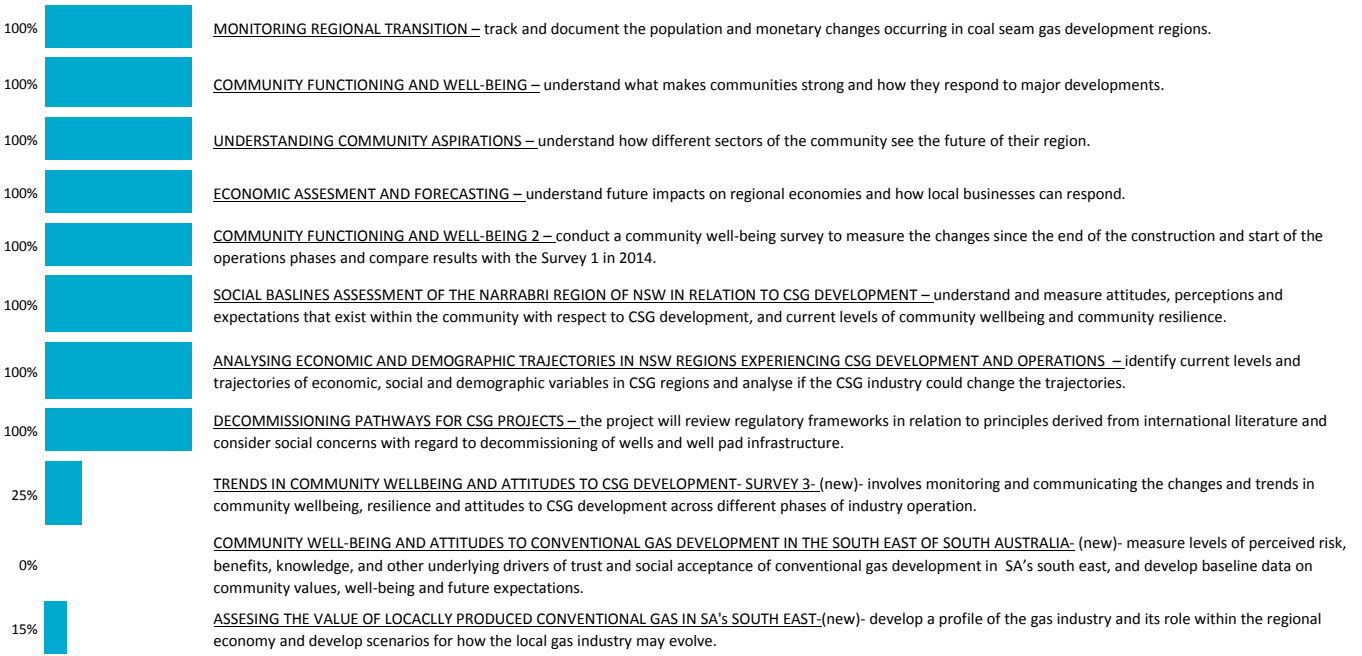 100% MONITORING REGIONAL TRANSITION – track and document the population and monetary changes occurring in coal seam gas development regions.
100% COMMUNITY FUNCTIONING AND WELL-BEING – understand what makes communities strong and how they respond to major developments.
100% UNDERSTANDING COMMUNITY ASPIRATIONS – understand how different sectors of the community see the future of their region.
100% ECONOMIC ASSESMENT AND FORECASTING – understand future impacts on regional economies and how local businesses can respond.
100% COMMUNITY FUNCTIONING AND WELL-BEING 2 – conduct a community well-being survey to measure the changes since the end of the construction and start of the
operations phases and compare results with the Survey 1 in 2014.
100% SOCIAL BASLINES ASSESSMENT OF THE NARRABRI REGION OF NSW IN RELATION TO CSG DEVELOPMENT – understand and measure attitudes, perceptions and
expectations that exist within the community with respect to CSG development, and current levels of community wellbeing and community resilience.
100% ANALYSING ECONOMIC AND DEMOGRAPHIC TRAJECTORIES IN NSW REGIONS EXPERIENCING CSG DEVELOPMENT AND OPERATIONS – identify current levels and
trajectories of economic, social and demographic variables in CSG regions and analyse if the CSG industry could change the trajectories.
100% DECOMMISSIONING PATHWAYS FOR CSG PROJECTS – the project will review regulatory frameworks in relation to principles derived from international literature and
consider social concerns with regard to decommissioning of wells and well pad infrastructure.
25% TRENDS IN COMMUNITY WELLBEING AND ATTITUDES TO CSG DEVELOPMENT- SURVEY 3- (new)- involves monitoring and communicating the changes and trends in
community wellbeing, resilience and attitudes to CSG development across different phases of industry operation.
COMMUNITY WELL-BEING AND ATTITUDES TO CONVENTIONAL GAS DEVELOPMENT IN THE SOUTH EAST OF SOUTH AUSTRALIA- (new)- measure levels of perceived risk,
0% benefits, knowledge, and other underlying drivers of trust and social acceptance of conventional gas development in SA's south east, and develop baseline data on
community values, well-being and future expectations.
15% ASSESING THE VALUE OF LOCACLLY PRODUCED CONVENTIONAL GAS IN SA's SOUTH EAST-(new)- develop a profile of the gas industry and its role within the regional
economy and develop scenarios for how the local gas industry may evolve.